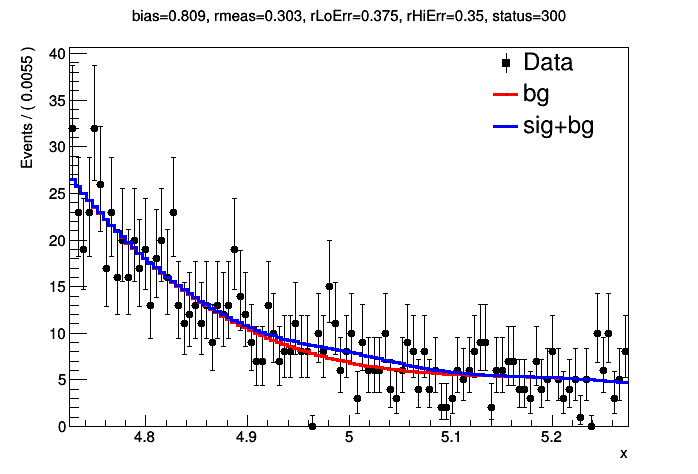 bias=0.809, rmeas=0.303, rLoErr=0.375, rHiErr=0.35, status=300
Events / ( 0.0055 )
40
35
30
25
20
15
10
5
0
Data
bg
sig+bg
4.8 4.9 5 5.1 5.2
x